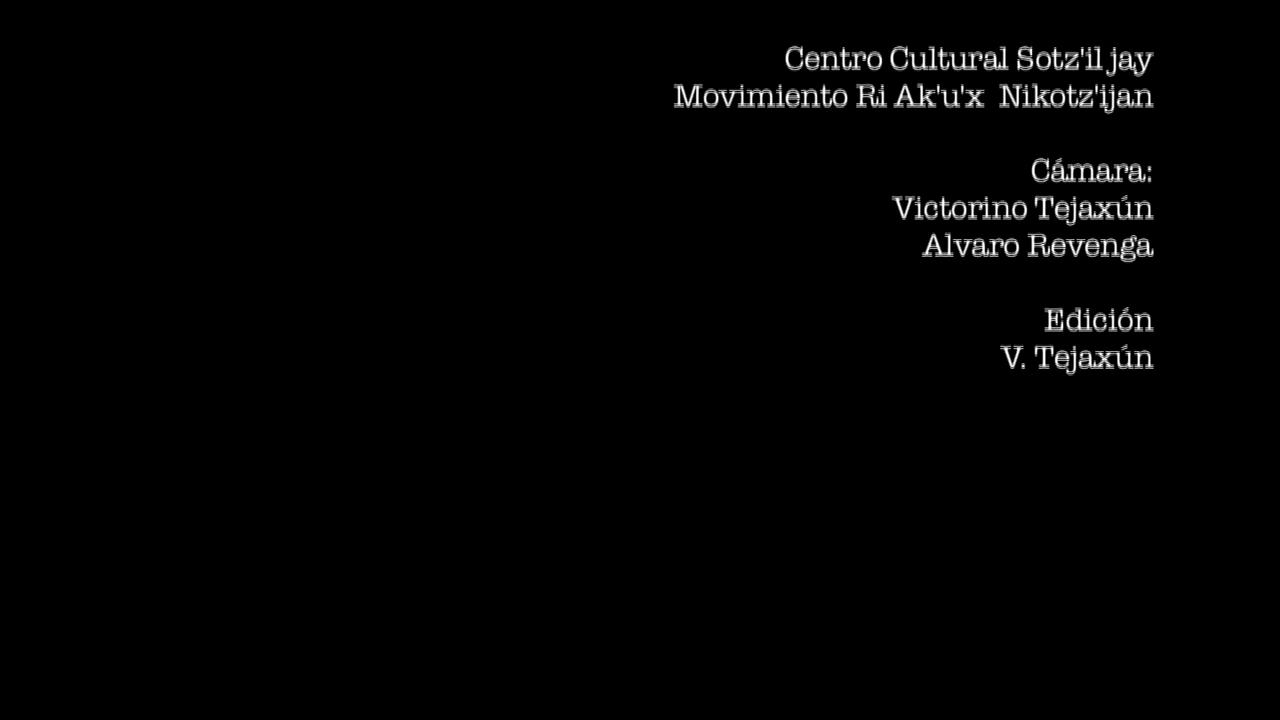 Centro Cultural Sotz'il jay
Movimiento Ri Ak'u'x Nikotz'ijan
Cámara:
Victorino Tejaxún
Alvaro Revenga
Edición
V. Tejaxún